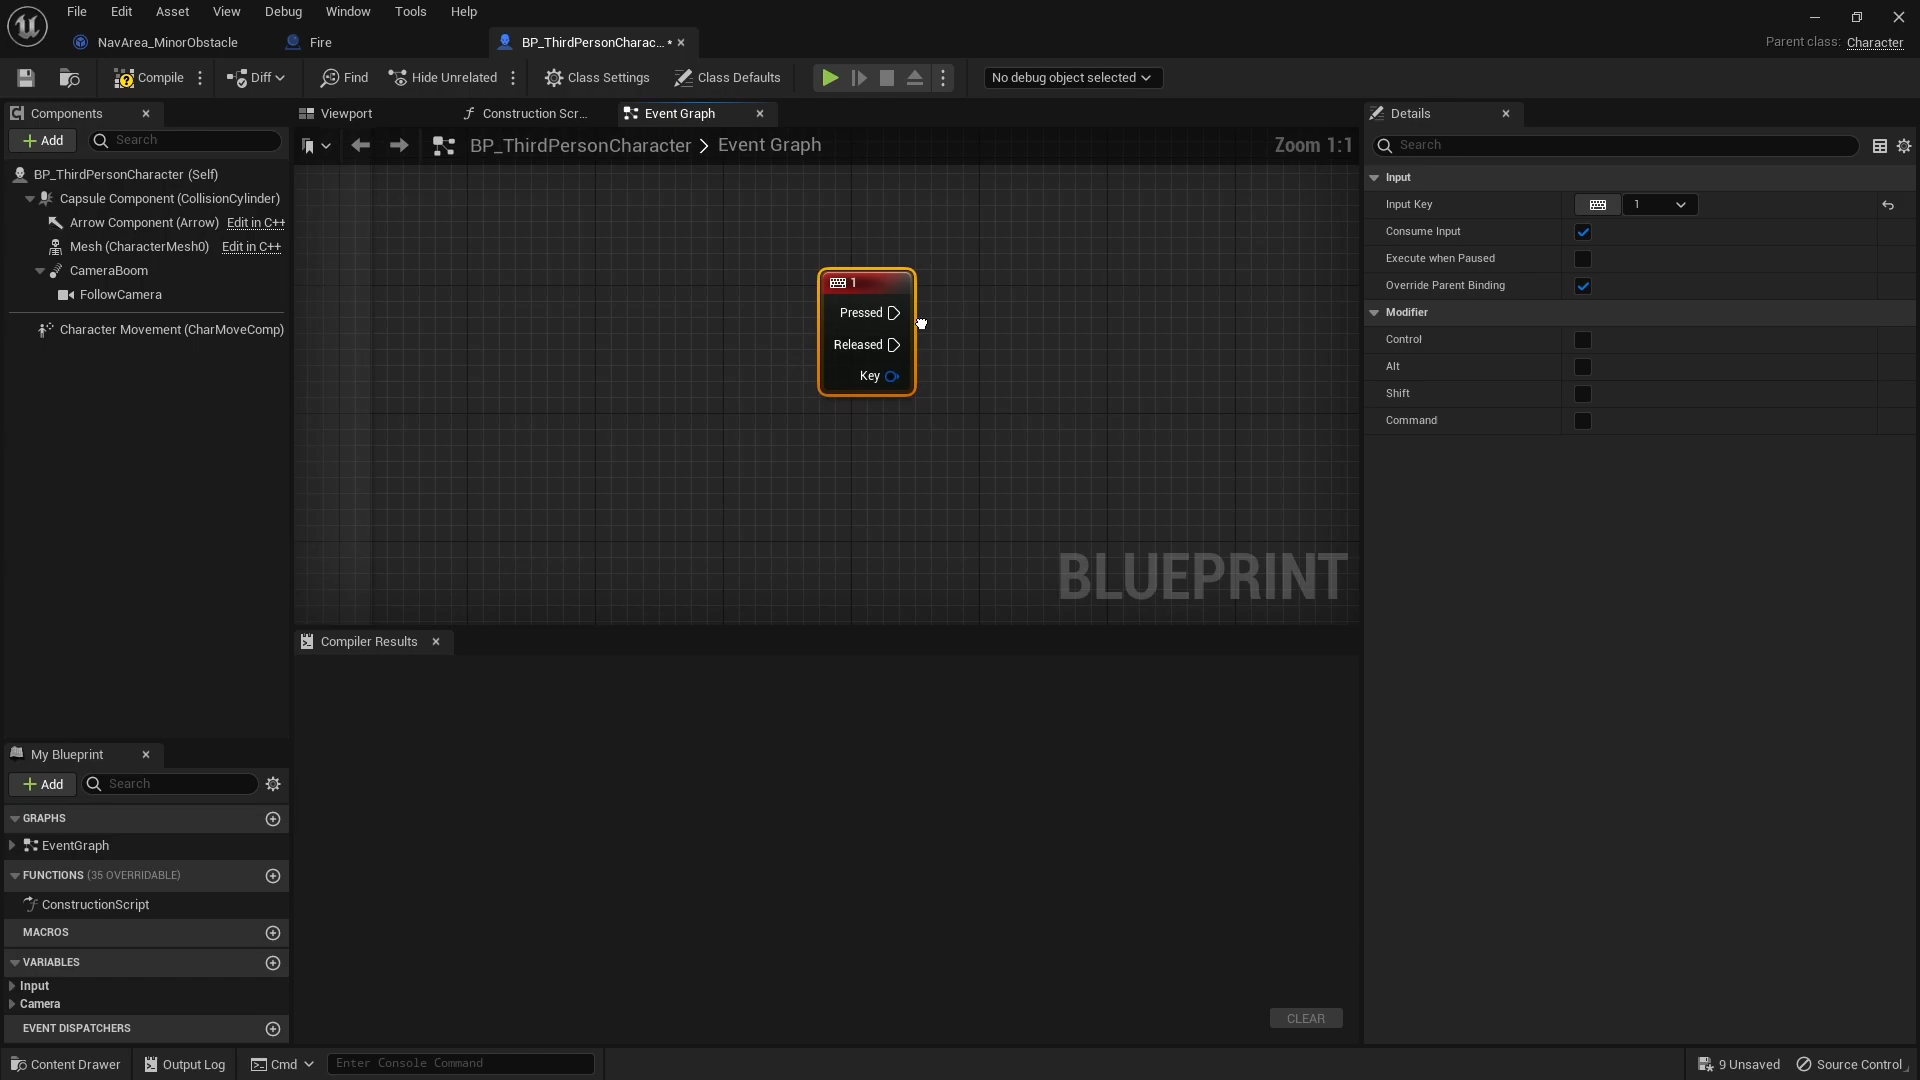 File Edit Asset View Debug Window Tools Help
NavArea_MinorObstacle Fire BP_ThirdPersonCharac... •
Parent class: Character
Compile Diff Find Hide Unrelated Class Settings Class Defaults No debug object selected
Components
Viewport Construction Scr... Event Graph
Details
Add Search
BP_ThirdPersonCharacter > Event Graph
Zoom 1:1
Search
BP_ThirdPersonCharacter (Self)
Capsule Component (CollisionCylinder)
Arrow Component (Arrow) Edit in C++
Mesh (CharacterMesh0) Edit in C++
CameraBoom
FollowCamera
Character Movement (CharMoveComp)
1
Pressed
Released
Key
BLUEPRINT
Input
Input Key 1
Consume Input
Execute when Paused
Override Parent Binding
Modifier
Control
Alt
Shift
Command
Compiler Results
CLEAR
My Blueprint
Add Search
GRAPHS
EventGraph
FUNCTIONS (35 OVERRIDABLE)
ConstructionScript
MACROS
VARIABLES
Input
Camera
EVENT DISPATCHERS
Content Drawer Output Log Cmd Enter Console Command
9 Unsaved Source Control